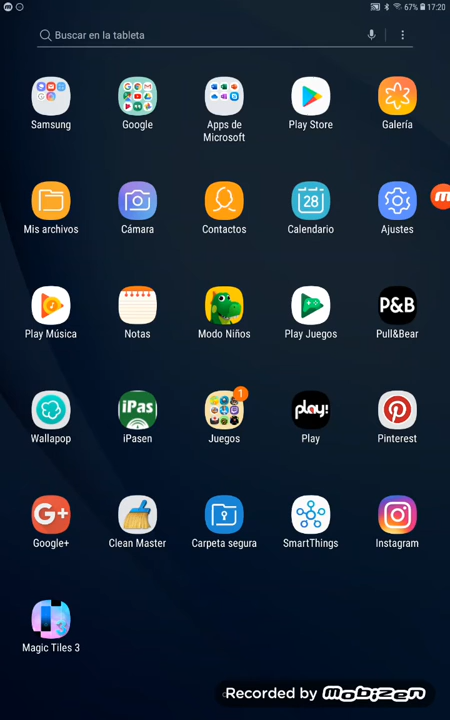 67% 17:20
Buscar en la tableta
Samsung
Google
Apps de
Microsoft
Play Store
Galería
Mis archivos
Cámara
Contactos
28
Calendario
Ajustes
Play Música
Notas
Modo Niños
Play Juegos
P&B
Pull&Bear
Wallapop
iPas
iPasen
1
Juegos
play!
Play
Pinterest
G+
Google+
Clean Master
Carpeta segura
SmartThings
Instagram
Magic Tiles 3
Recorded by mobizen